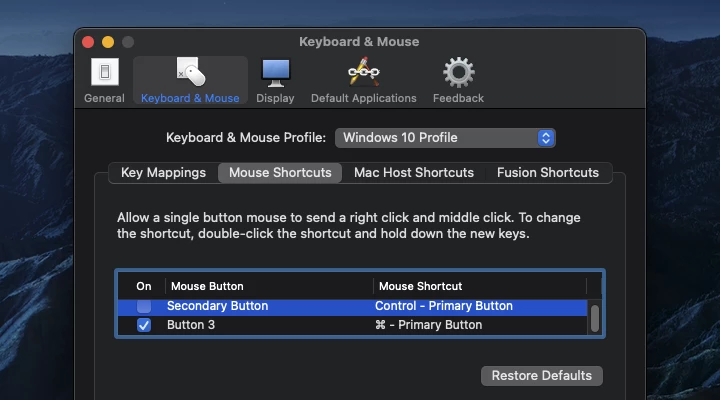 Keyboard & Mouse
General
Keyboard & Mouse
Display
Default Applications
Feedback
Keyboard & Mouse Profile: Windows 10 Profile
Key Mappings
Mouse Shortcuts
Mac Host Shortcuts
Fusion Shortcuts
Allow a single button mouse to send a right click and middle click. To change
the shortcut, double-click the shortcut and hold down the new keys.
On Mouse Button Mouse Shortcut
Secondary Button Control - Primary Button
Button 3 ⌘ - Primary Button
Restore Defaults